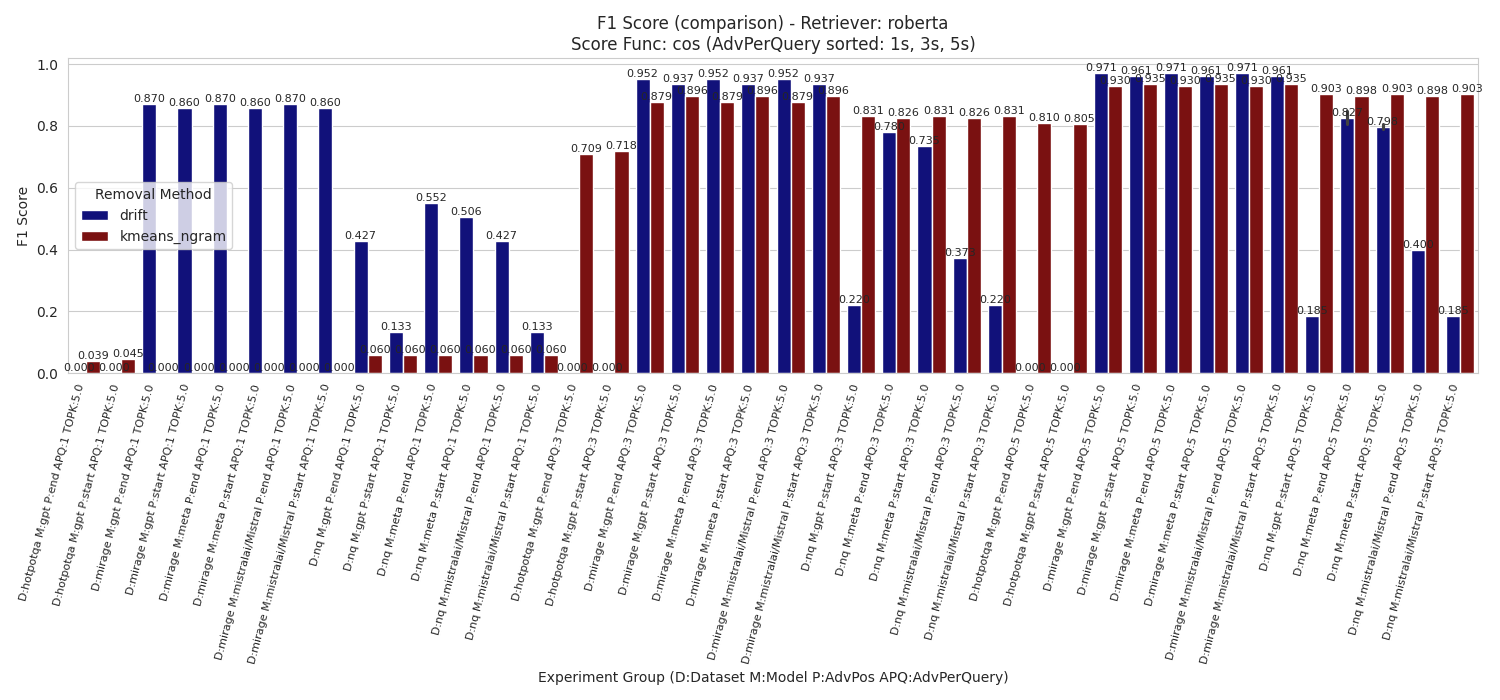 F1 Score (comparison) - Retriever: roberta
Score Func: cos (AdvPerQuery sorted: 1s, 3s, 5s)
F1 Score
1.0
0.8
0.6
0.4
0.2
0.0
Removal Method
drift
kmeans_ngram
0.039
0.045
0.870
0.860
0.870
0.860
0.870
0.860
0.427
0.133
0.552
0.506
0.427
0.133
0.709
0.718
0.952
0.937
0.952
0.937
0.952
0.937
0.831
0.826
0.831
0.826
0.831
0.810
0.805
0.971
0.961
0.971
0.961
0.971
0.961
0.903
0.898
0.903
0.898
0.903
D:hotpotqa M:gpt P:end APQ:1 TOPK:5.0
D:hotpotqa M:gpt P:start APQ:1 TOPK:5.0
D:mirage M:gpt P:end APQ:1 TOPK:5.0
D:mirage M:gpt P:start APQ:1 TOPK:5.0
D:mirage M:meta P:end APQ:1 TOPK:5.0
D:mirage M:meta P:start APQ:1 TOPK:5.0
D:mirage M:mistralai/Mistral P:end APQ:1 TOPK:5.0
D:mirage M:mistralai/Mistral P:start APQ:1 TOPK:5.0
D:nq M:gpt P:end APQ:1 TOPK:5.0
D:nq M:gpt P:start APQ:1 TOPK:5.0
D:nq M:meta P:end APQ:1 TOPK:5.0
D:nq M:meta P:start APQ:1 TOPK:5.0
D:nq M:mistralai/Mistral P:end APQ:1 TOPK:5.0
D:nq M:mistralai/Mistral P:start APQ:1 TOPK:5.0
D:hotpotqa M:gpt P:end APQ:3 TOPK:5.0
D:hotpotqa M:gpt P:start APQ:3 TOPK:5.0
D:mirage M:gpt P:end APQ:3 TOPK:5.0
D:mirage M:gpt P:start APQ:3 TOPK:5.0
D:mirage M:meta P:end APQ:3 TOPK:5.0
D:mirage M:meta P:start APQ:3 TOPK:5.0
D:mirage M:mistralai/Mistral P:end APQ:3 TOPK:5.0
D:mirage M:mistralai/Mistral P:start APQ:3 TOPK:5.0
D:nq M:gpt P:start APQ:3 TOPK:5.0
D:nq M:meta P:end APQ:3 TOPK:5.0
D:nq M:meta P:start APQ:3 TOPK:5.0
D:nq M:mistralai/Mistral P:end APQ:3 TOPK:5.0
D:nq M:mistralai/Mistral P:start APQ:3 TOPK:5.0
D:hotpotqa M:gpt P:end APQ:5 TOPK:5.0
D:hotpotqa M:gpt P:start APQ:5 TOPK:5.0
D:mirage M:gpt P:end APQ:5 TOPK:5.0
D:mirage M:gpt P:start APQ:5 TOPK:5.0
D:mirage M:meta P:end APQ:5 TOPK:5.0
D:mirage M:meta P:start APQ:5 TOPK:5.0
D:mirage M:mistralai/Mistral P:end APQ:5 TOPK:5.0
D:mirage M:mistralai/Mistral P:start APQ:5 TOPK:5.0
D:nq M:gpt P:start APQ:5 TOPK:5.0
D:nq M:meta P:end APQ:5 TOPK:5.0
D:nq M:meta P:start APQ:5 TOPK:5.0
D:nq M:mistralai/Mistral P:end APQ:5 TOPK:5.0
D:nq M:mistralai/Mistral P:start APQ:5 TOPK:5.0
Experiment Group (D:Dataset M:Model P:AdvPos APQ:AdvPerQuery)